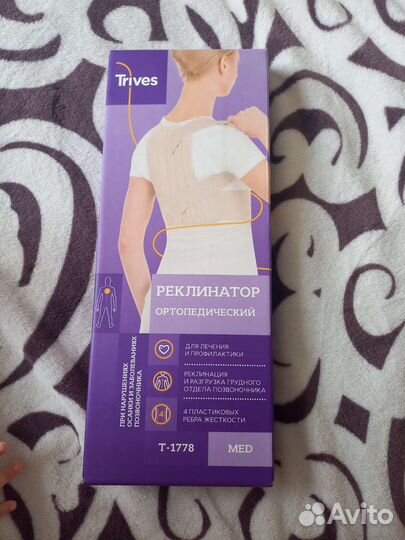 Trives
РЕКЛИНАТОР
ОРТОПЕДИЧЕСКИЙ
ПРИ НАРУШЕНИЯХ
ОСАНКИ И ЗАБОЛЕВАНИЯХ
ПОЗВОНОЧНИКА
ДЛЯ ЛЕЧЕНИЯ
И ПРОФИЛАКТИКИ
РЕКЛИНАЦИЯ
И РАЗГРУЗКА ГРУДНОГО
ОТДЕЛА ПОЗВОНОЧНИКА
4
4 ПЛАСТИКОВЫХ
РЕБРА ЖЕСТКОСТИ
Т-1778
MED
Avito